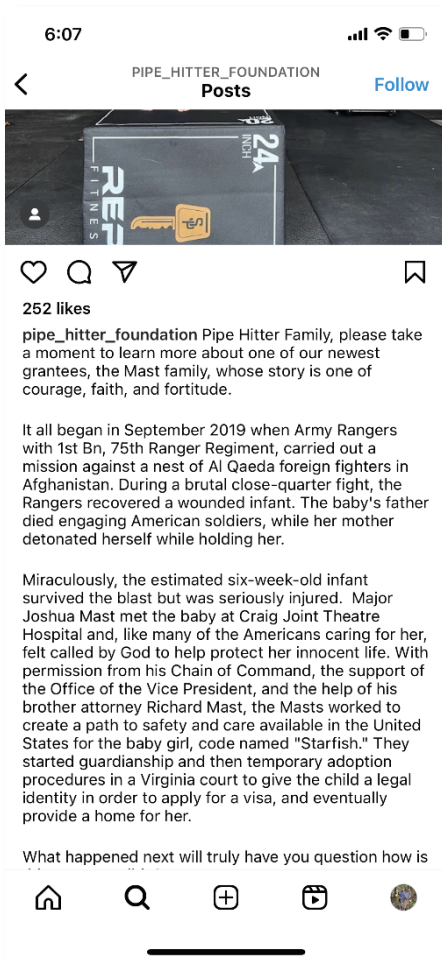 6:07
PIPE_HITTER_FOUNDATION
Posts
Follow
24
INCH
REP
FITNES
252 likes
pipe_hitter_foundation Pipe Hitter Family, please take
a moment to learn more about one of our newest
grantees, the Mast family, whose story is one of
courage, faith, and fortitude.
It all began in September 2019 when Army Rangers
with 1st Bn, 75th Ranger Regiment, carried out a
mission against a nest of Al Qaeda foreign fighters in
Afghanistan. During a brutal close-quarter fight, the
Rangers recovered a wounded infant. The baby's father
died engaging American soldiers, while her mother
detonated herself while holding her.
Miraculously, the estimated six-week-old infant
survived the blast but was seriously injured.  Major
Joshua Mast met the baby at Craig Joint Theatre
Hospital and, like many of the Americans caring for her,
felt called by God to help protect her innocent life. With
permission from his Chain of Command, the support of
the Office of the Vice President, and the help of his
brother attorney Richard Mast, the Masts worked to
create a path to safety and care available in the United
States for the baby girl, code named "Starfish." They
started guardianship and then temporary adoption
procedures in a Virginia court to give the child a legal
identity in order to apply for a visa, and eventually
provide a home for her.
What happened next will truly have you question how is